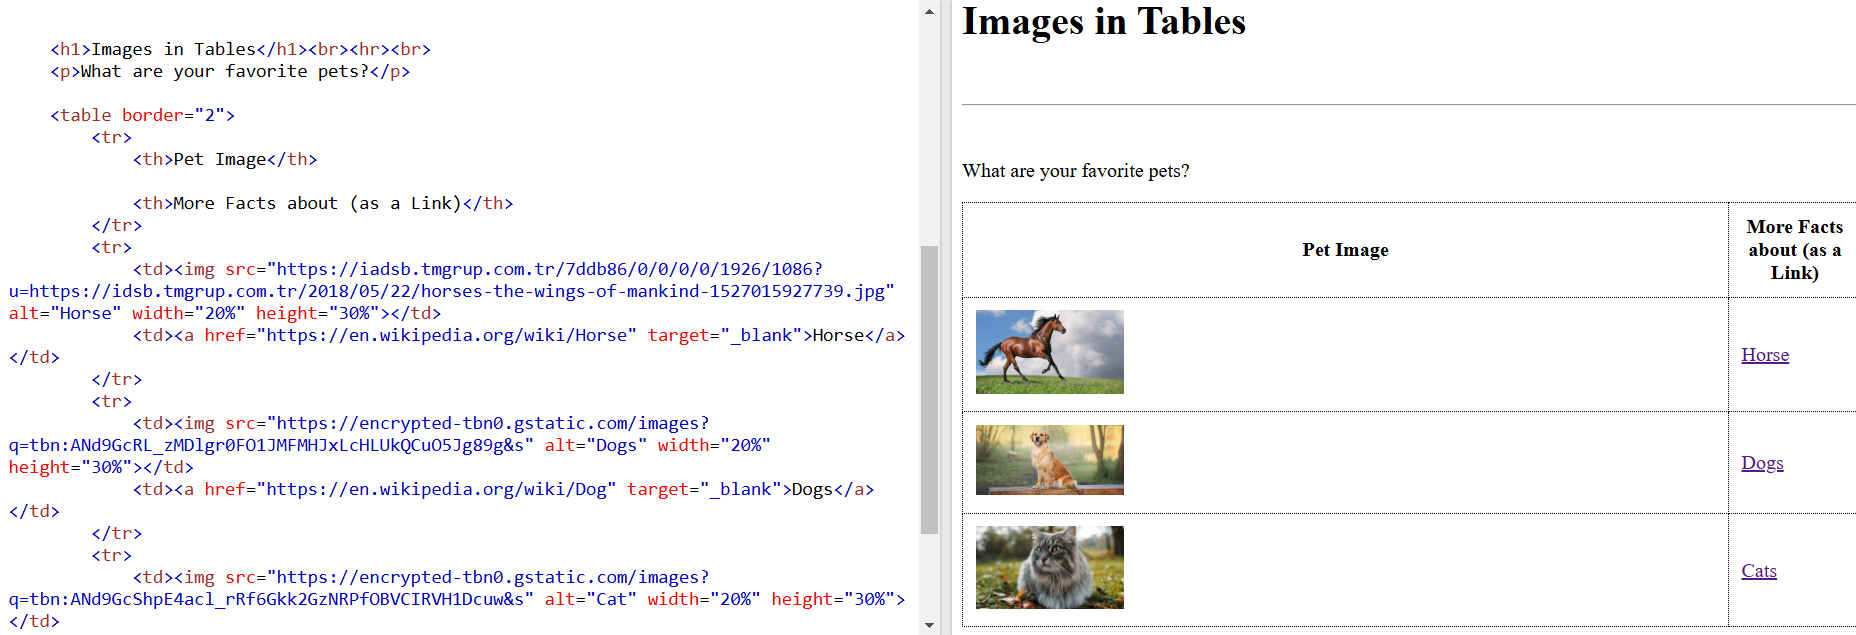 <h1>Images in Tables</h1><br><hr><br>
<p>What are your favorite pets?</p>
<table border="2">
<tr>
<th>Pet Image</th>
<th>More Facts about (as a Link)</th>
</tr>
<tr>
<td><img src="https://iadsb.tmgrup.com.tr/7ddb86/0/0/0/0/1926/1086?
u=https://idsb.tmgrup.com.tr/2018/05/22/horses-the-wings-of-mankind-1527015927739.jpg"
alt="Horse" width="20%" height="30%"></td>
<td><a href="https://en.wikipedia.org/wiki/Horse" target="_blank">Horse</a>
</td>
</tr>
<tr>
<td><img src="https://encrypted-tbn0.gstatic.com/images?
q=tbn:ANd9GcRL_zMDlgr0FO1JMFMHJxLcHLUkQCuO5Jg89g&s" alt="Dogs" width="20%"
height="30%"></td>
<td><a href="https://en.wikipedia.org/wiki/Dog" target="_blank">Dogs</a>
</td>
</tr>
<tr>
<td><img src="https://encrypted-tbn0.gstatic.com/images?
q=tbn:ANd9GcShpE4acl_rRf6Gkk2GzNRPfOBVCIRVH1Dcuw&s" alt="Cat" width="20%" height="30%">
</td>
Images in Tables
What are your favorite pets?
Pet Image
More Facts
about (as a
Link)
Horse
Dogs
Cats